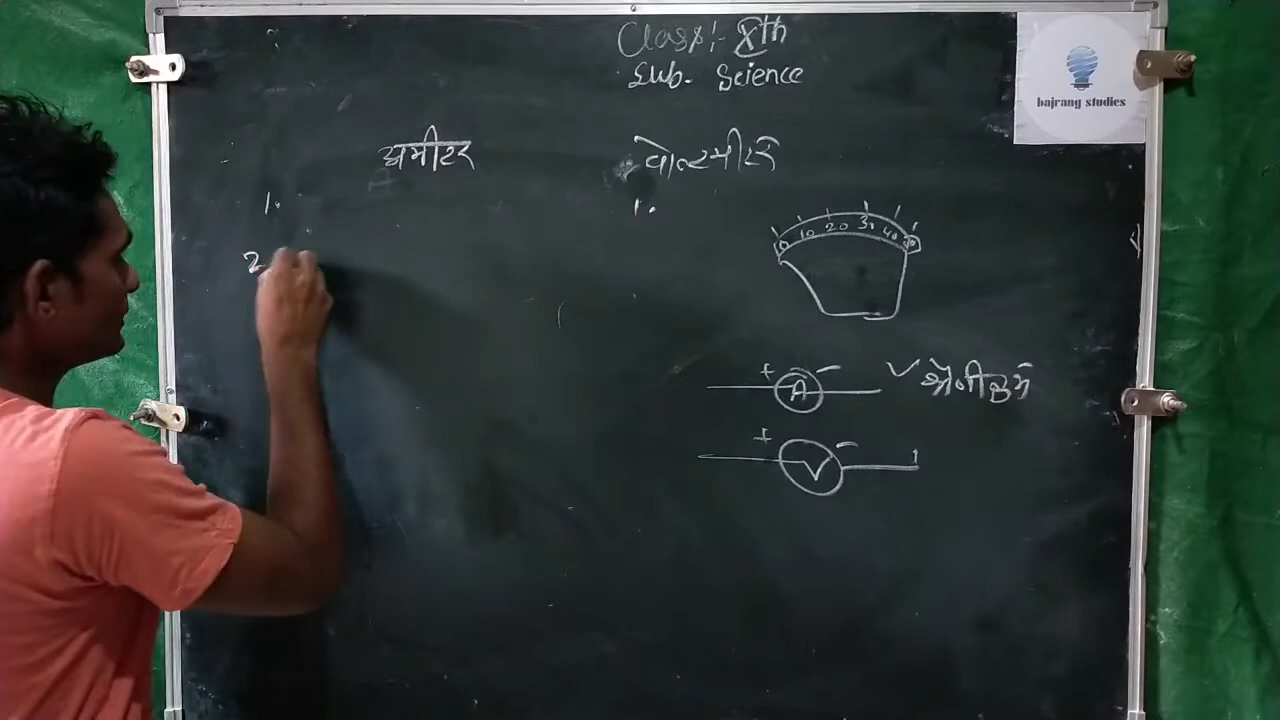 Class:- Xth
Sub. Science
bajrang studies
अमीटर वोल्टमीटर
1. 1.
0 10 20 30 40 50
2
+ A - ✓ श्रेणीक्रम
+ V -